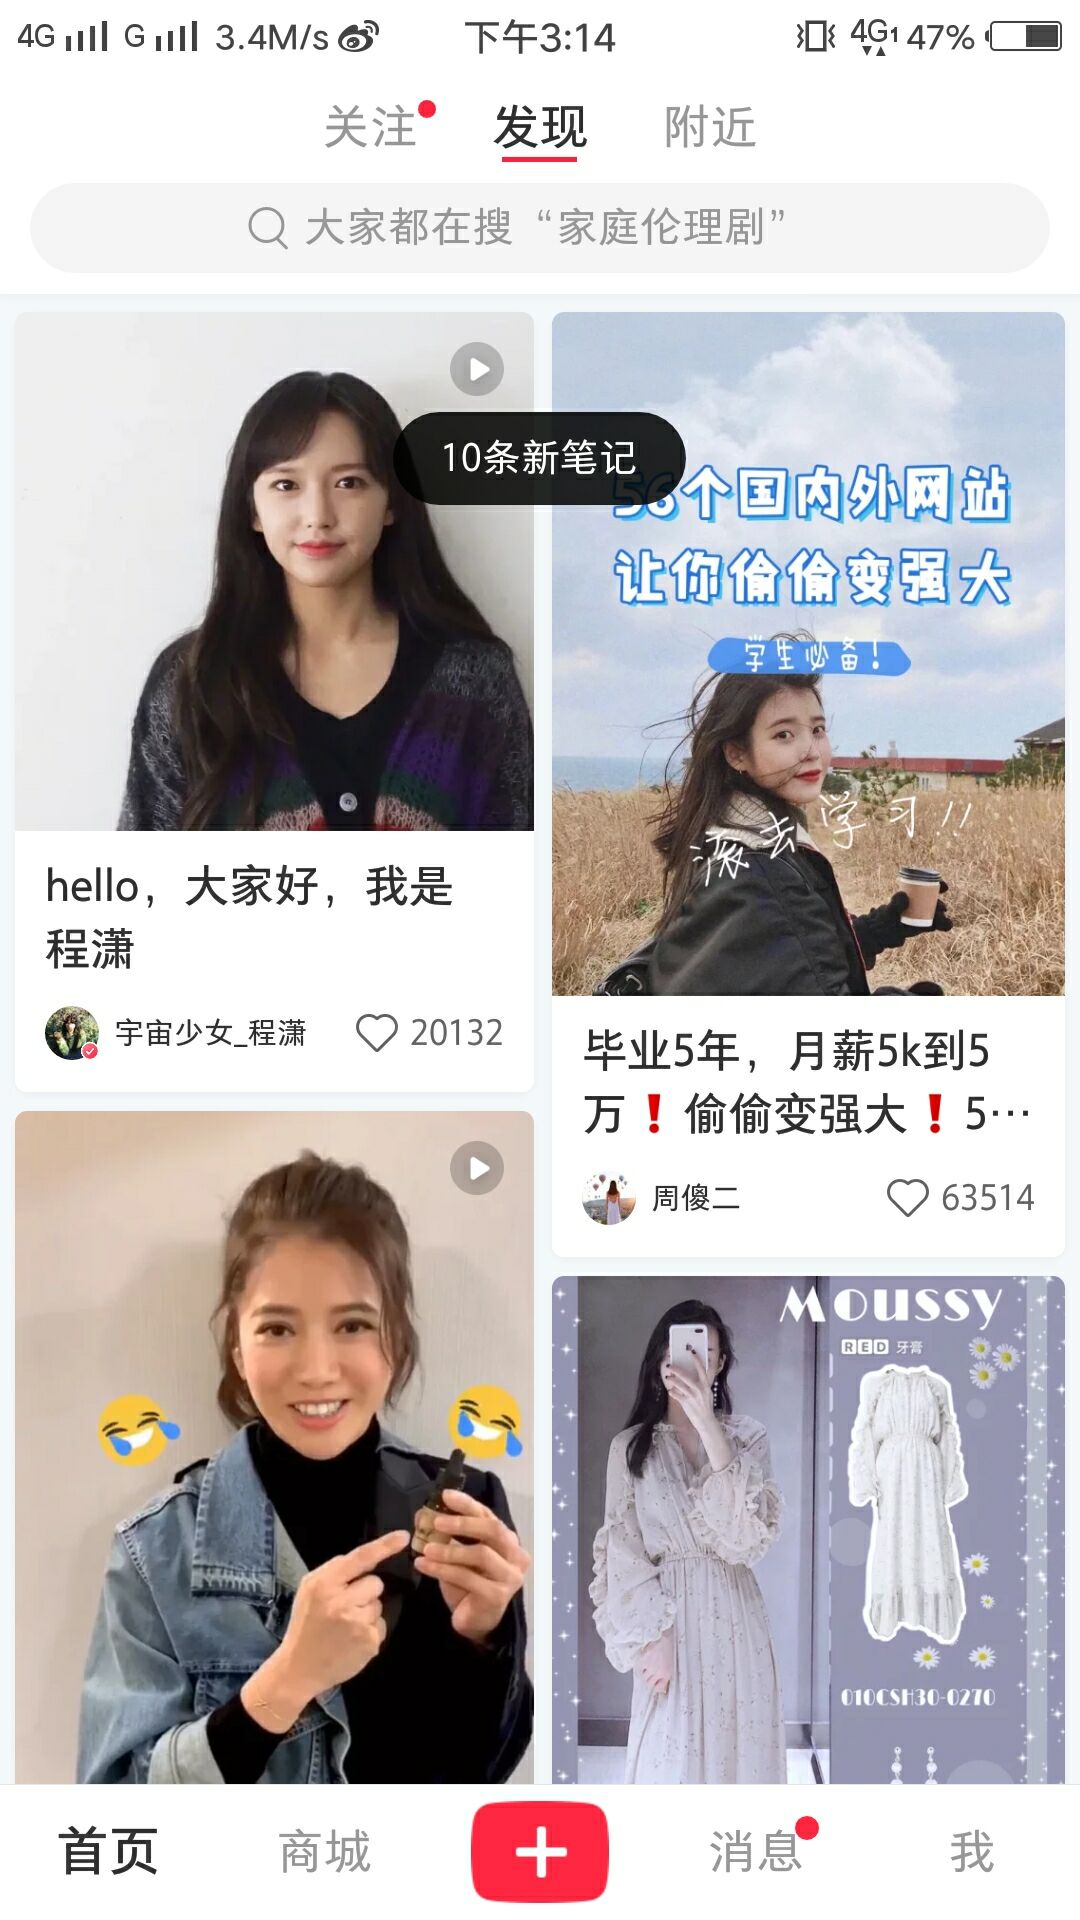 4G G 3.4M/s 下午3:14 4G1 47%
关注 发现 附近
大家都在搜“家庭伦理剧”
10条新笔记
56个国内外网站
让你偷偷变强大
学生必备!
滚去学习!!
hello，大家好，我是
程潇
宇宙少女_程潇 20132
毕业5年，月薪5k到5
万❗偷偷变强大❗5…
周傻二 63514
Moussy
RED 牙膏
010CSH30-0270
首页 商城 + 消息 我